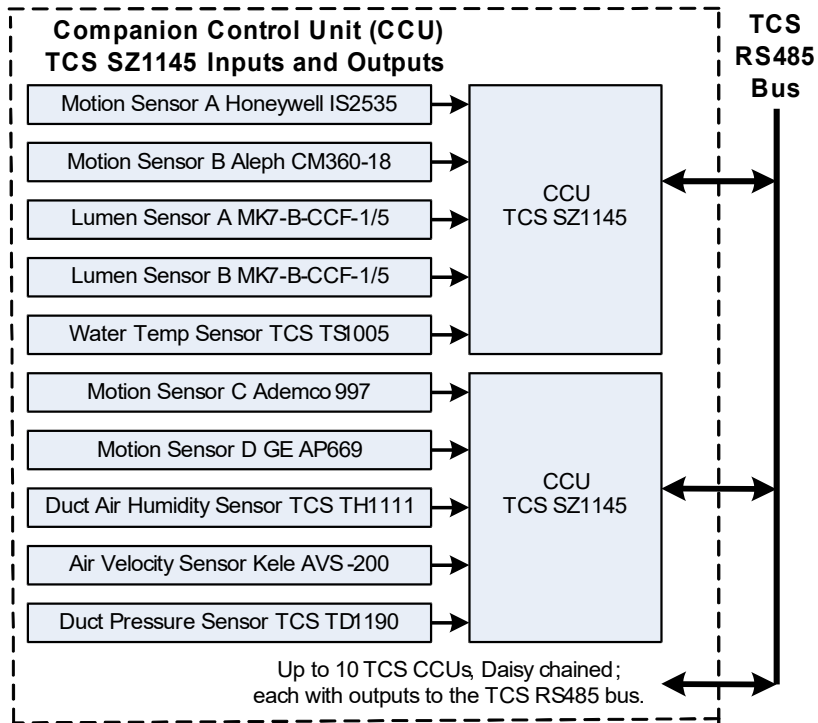 Companion Control Unit (CCU)
TCS SZ1145 Inputs and Outputs
TCS
RS485
Bus
Motion Sensor A Honeywell IS2535
Motion Sensor B Aleph CM360-18
Lumen Sensor A MK7-B-CCF-1/5
Lumen Sensor B MK7-B-CCF-1/5
Water Temp Sensor TCS TS1005
CCU
TCS SZ1145
Motion Sensor C Ademco 997
Motion Sensor D GE AP669
Duct Air Humidity Sensor TCS TH1111
Air Velocity Sensor Kele AVS-200
Duct Pressure Sensor TCS TD1190
CCU
TCS SZ1145
Up to 10 TCS CCUs, Daisy chained;
each with outputs to the TCS RS485 bus.